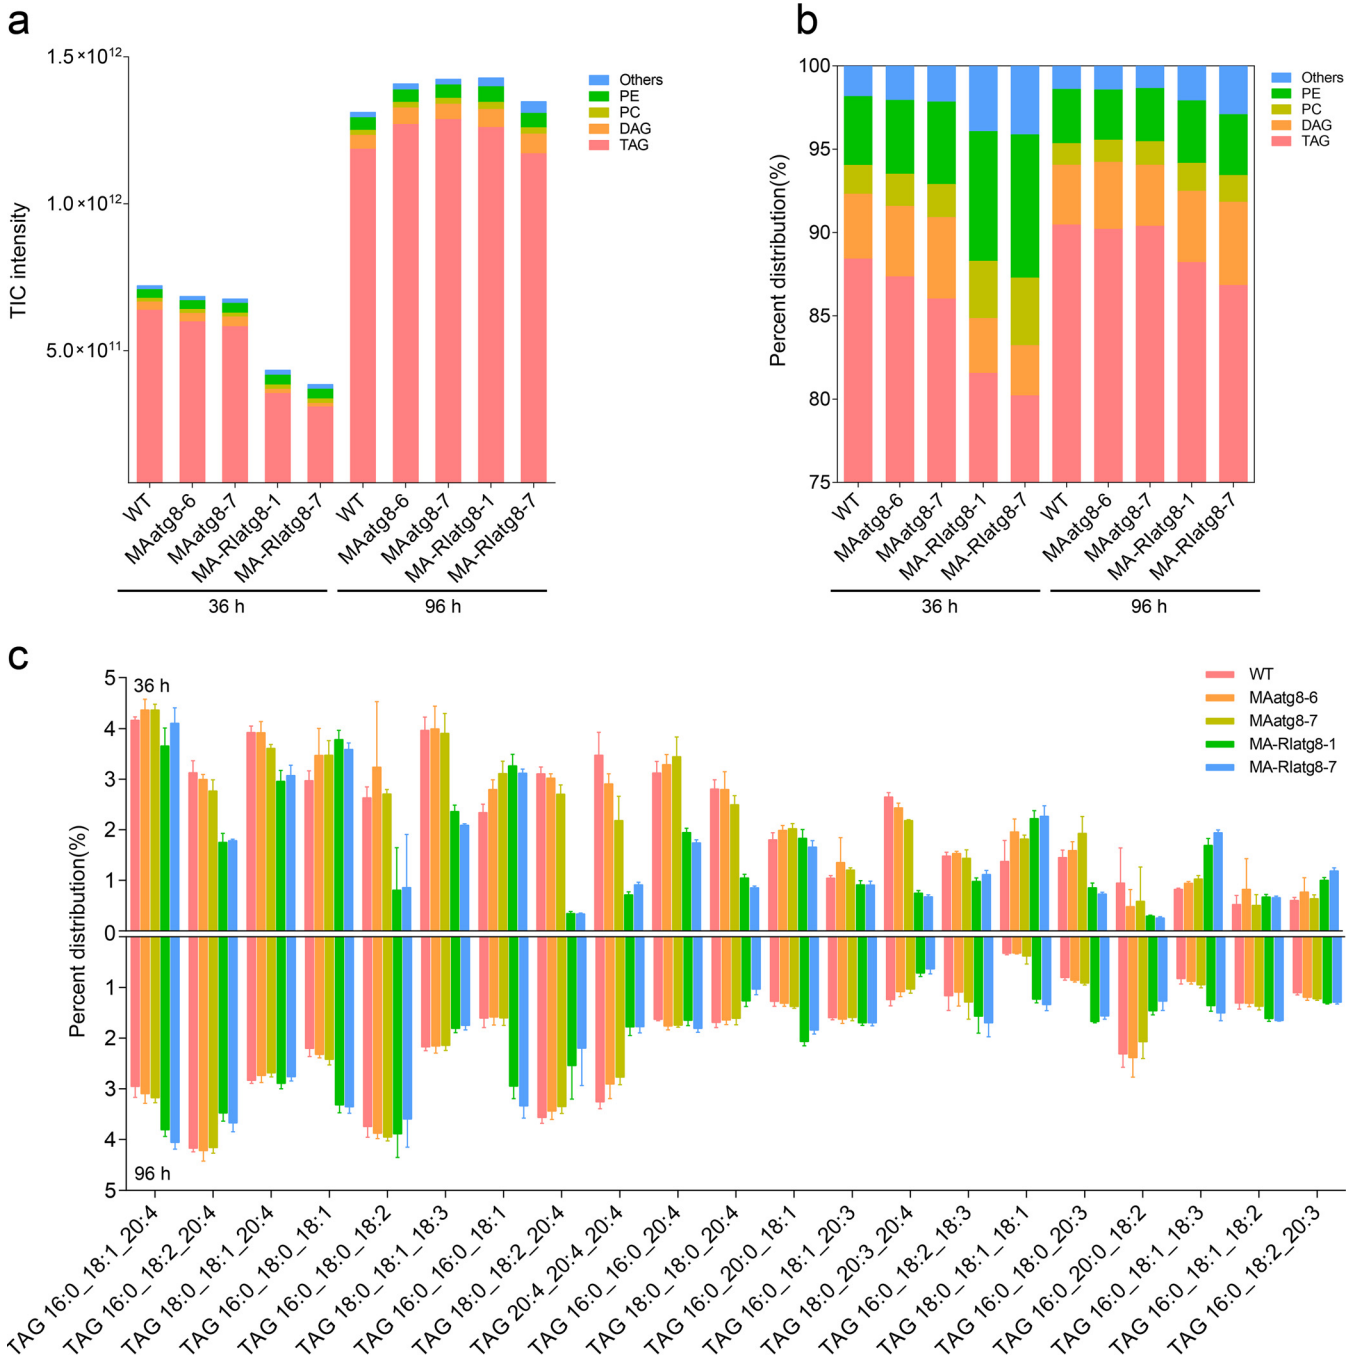 a
1.5×10¹²
1.0×10¹²
5.0×10¹¹
TIC intensity
Others
PE
PC
DAG
TAG
WT
MAatg8-6
MAatg8-7
MA-RIatg8-1
MA-RIatg8-7
WT
MAatg8-6
MAatg8-7
MA-RIatg8-1
MA-RIatg8-7
36 h
96 h
b
100
95
90
85
80
75
Percent distribution(%)
Others
PE
PC
DAG
TAG
WT
MAatg8-6
MAatg8-7
MA-RIatg8-1
MA-RIatg8-7
WT
MAatg8-6
MAatg8-7
MA-RIatg8-1
MA-RIatg8-7
36 h
96 h
c
5
4
3
2
1
0
1
2
3
4
5
Percent distribution(%)
36 h
96 h
WT
MAatg8-6
MAatg8-7
MA-RIatg8-1
MA-RIatg8-7
TAG 16:0_18:1_20:4
TAG 16:0_18:2_20:4
TAG 18:0_18:1_20:4
TAG 16:0_18:0_18:1
TAG 16:0_18:0_18:2
TAG 18:0_18:1_18:3
TAG 16:0_16:0_18:1
TAG 18:0_18:2_20:4
TAG 20:4_20:4_20:4
TAG 16:0_16:0_20:4
TAG 18:0_18:0_20:4
TAG 16:0_20:0_18:1
TAG 16:0_18:1_20:3
TAG 18:0_20:3_20:4
TAG 16:0_18:2_18:3
TAG 18:0_18:1_18:1
TAG 16:0_18:0_20:3
TAG 16:0_20:0_18:2
TAG 16:0_18:1_18:3
TAG 16:0_18:1_18:2
TAG 16:0_18:2_20:3